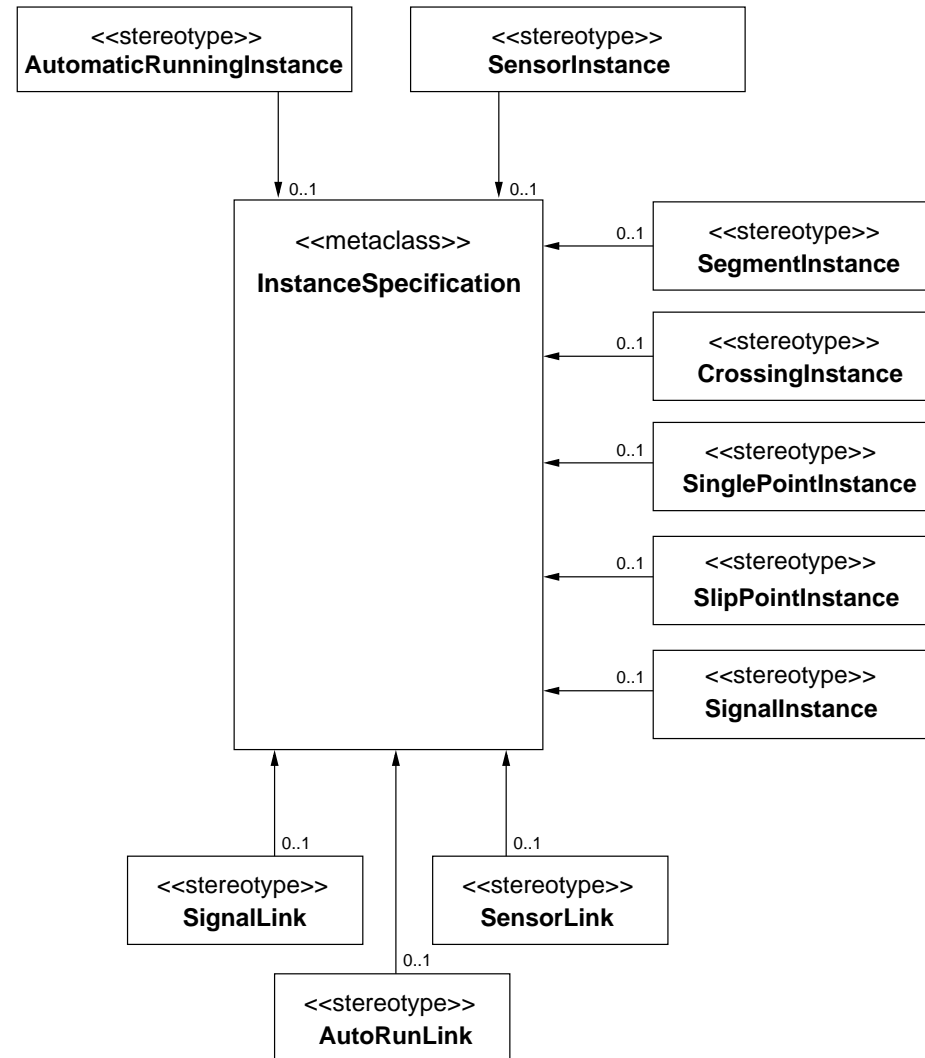 <<stereotype>>
AutomaticRunningInstance
<<stereotype>>
SensorInstance
0..1
0..1
<<metaclass>>
InstanceSpecification
0..1
<<stereotype>>
SegmentInstance
0..1
<<stereotype>>
CrossingInstance
0..1
<<stereotype>>
SinglePointInstance
0..1
<<stereotype>>
SlipPointInstance
0..1
<<stereotype>>
SignalInstance
0..1
<<stereotype>>
SignalLink
0..1
<<stereotype>>
SensorLink
0..1
<<stereotype>>
AutoRunLink